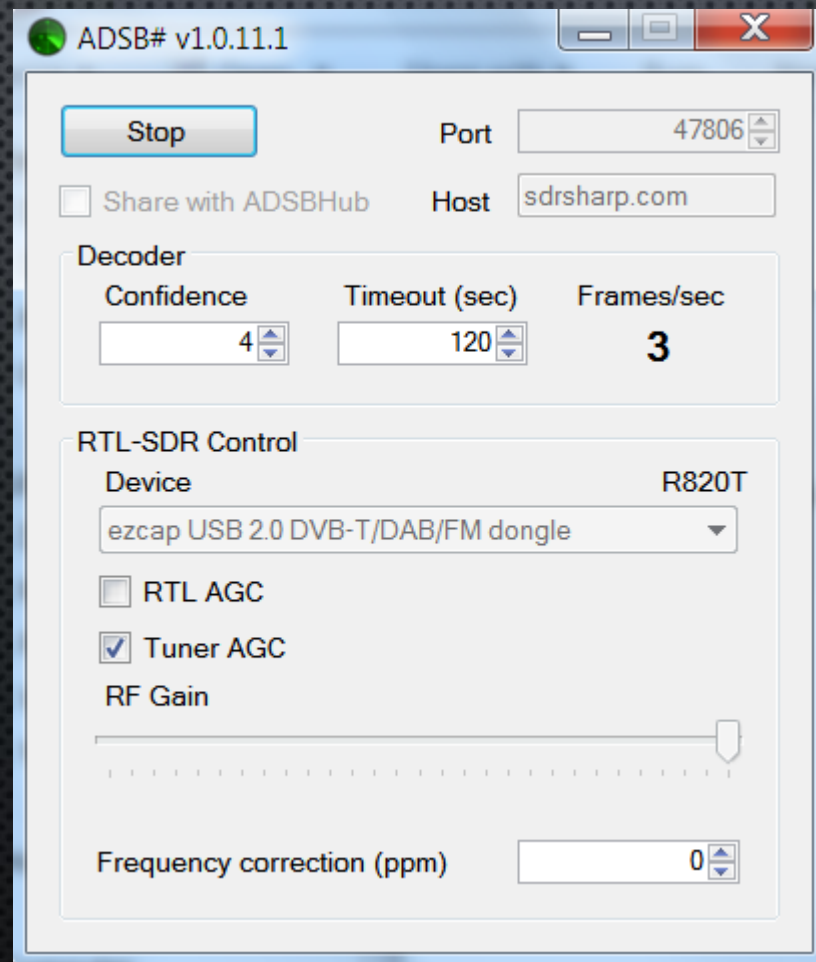 ADSB# v1.0.11.1
Stop Port 47806
Share with ADSBHub Host sdrsharp.com
Decoder
Confidence Timeout (sec) Frames/sec
4 120 3
RTL-SDR Control
Device R820T
ezcap USB 2.0 DVB-T/DAB/FM dongle
RTL AGC
Tuner AGC
RF Gain
Frequency correction (ppm) 0